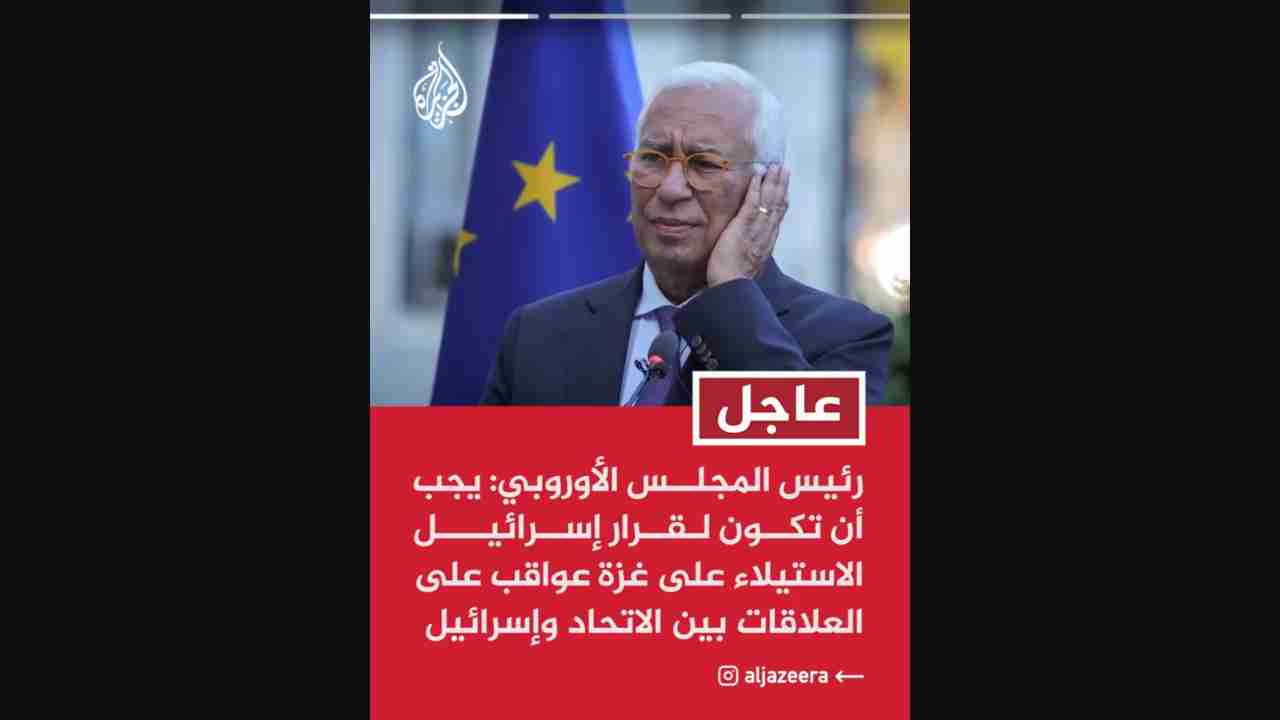 الجزيرة
عاجل
رئيس المجلس الأوروبي: يجب
أن تكون لقرار إسرائيل
الاستيلاء على غزة عواقب على
العلاقات بين الاتحاد وإسرائيل
aljazeera